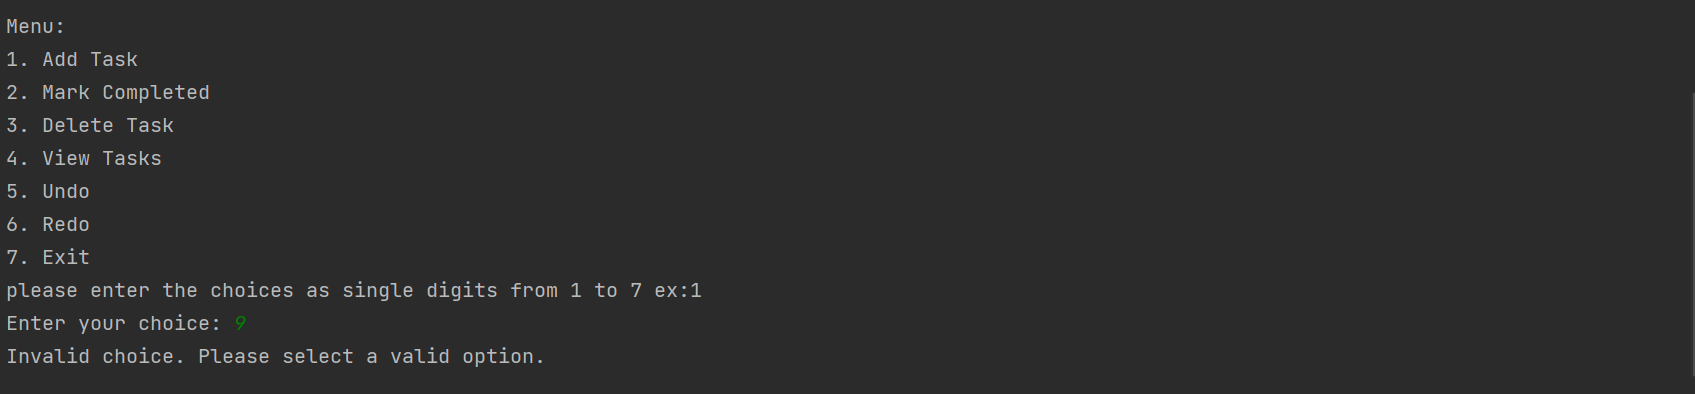 Menu:
1. Add Task
2. Mark Completed
3. Delete Task
4. View Tasks
5. Undo
6. Redo
7. Exit
please enter the choices as single digits from 1 to 7 ex:1
Enter your choice: 9
Invalid choice. Please select a valid option.